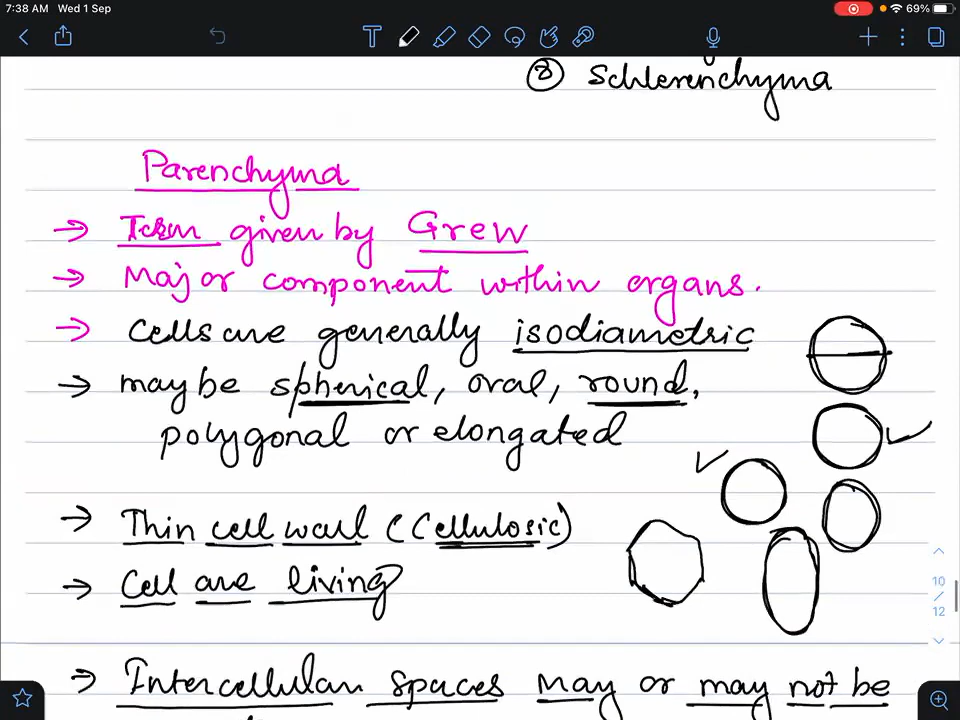 7:38 AM Wed 1 Sep
69%
③ Schlerenchyma
Parenchyma
→ Term given by Grew
→ Major component within organs.
→ Cells are generally isodiametric
→ may be spherical, oral, round,
polygonal or elongated
→ Thin cell wall (Cellulosic)
→ Cell are living
10
/
12
→ Intercellular spaces may or may not be